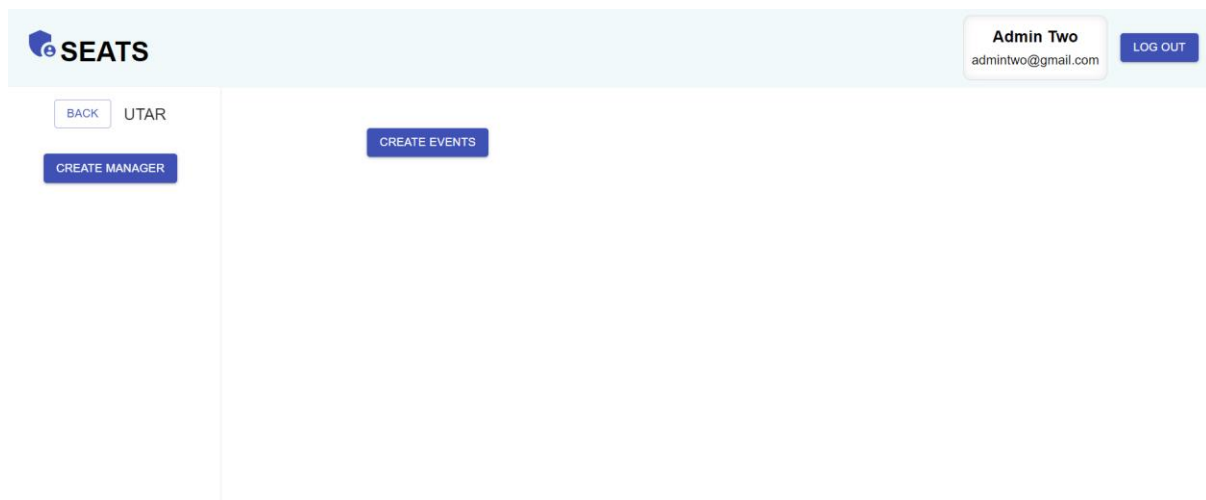 SEATS
Admin Two
admintwo@gmail.com
LOG OUT
BACK UTAR
CREATE MANAGER
CREATE EVENTS